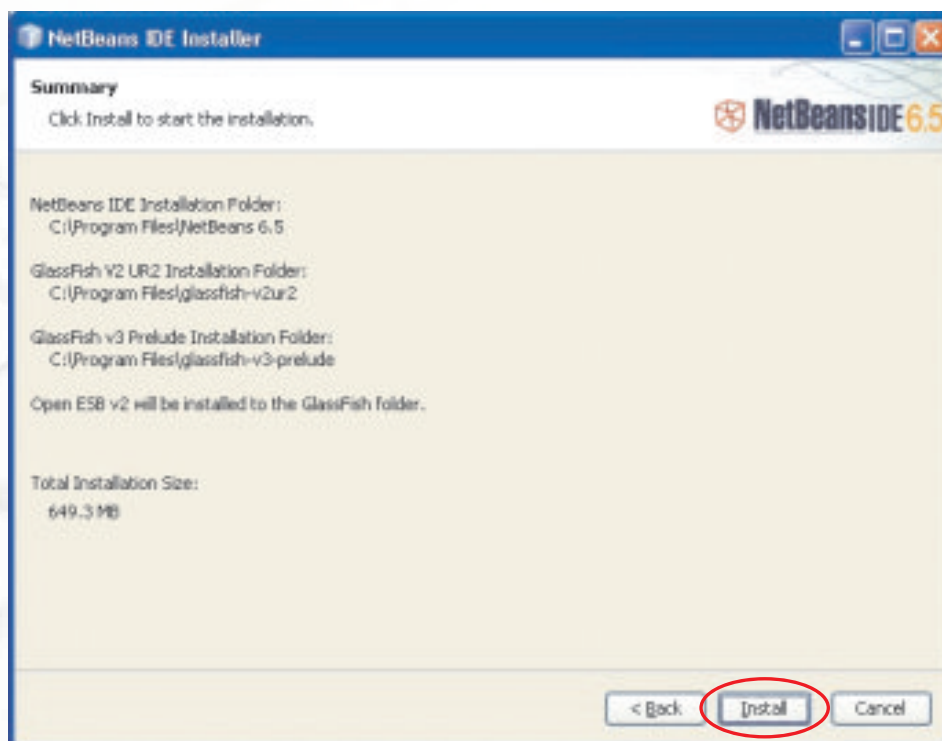 NetBeans IDE Installer
Summary
Click Install to start the installation.
NetBeans IDE 6.5
NetBeans IDE Installation Folder:
C:\Program Files\NetBeans 6.5
GlassFish V2 UR2 Installation Folder:
C:\Program Files\glassfish-v2ur2
GlassFish v3 Prelude Installation Folder:
C:\Program Files\glassfish-v3-prelude
Open ESB v2 will be installed to the GlassFish folder.
Total Installation Size:
649.3 MB
< Back
Install
Cancel